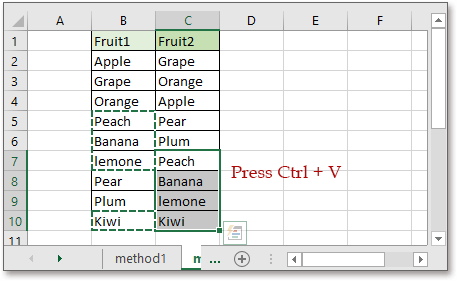 A B C D E F
1 Fruit1 Fruit2
2 Apple Grape
3 Grape Orange
4 Orange Apple
5 Peach Pear
6 Banana Plum
7 lemone Peach
8 Pear Banana
9 Plum lemone
10 Kiwi Kiwi
11
Press Ctrl + V
method1 m ...